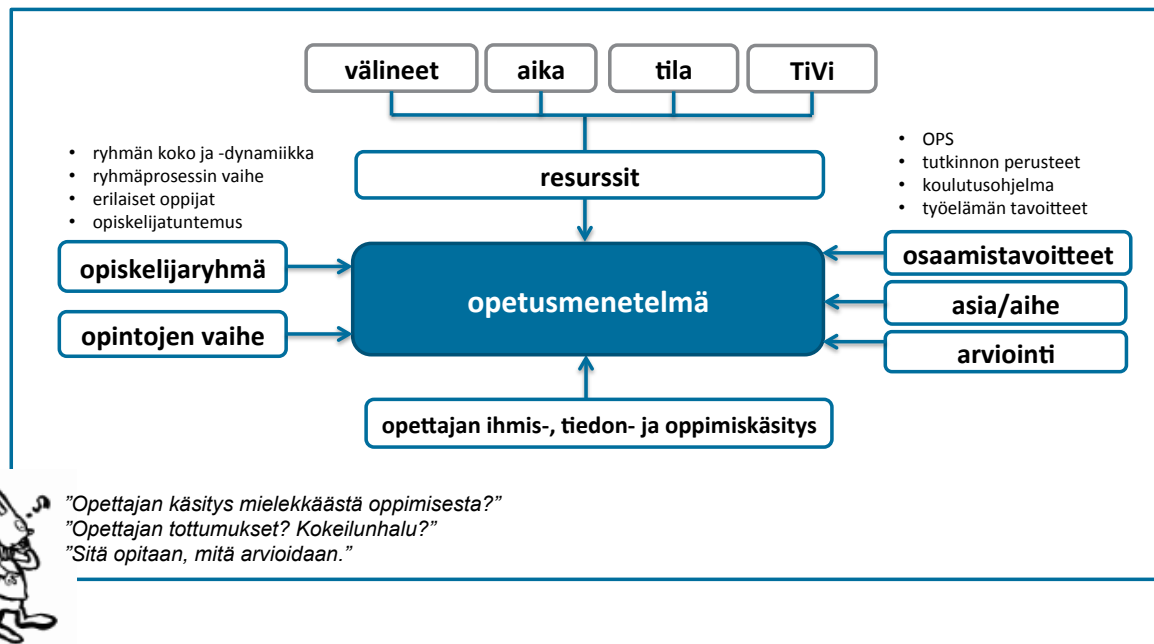 välineet
aika
tila
TiVi
• ryhmän koko ja -dynamiikka
• ryhmäprosessin vaihe
• erilaiset oppijat
• opiskelijatuntemus
resurssit
• OPS
• tutkinnon perusteet
• koulutusohjelma
• työelämän tavoitteet
opiskelijaryhmä
opintojen vaihe
opetusmenetelmä
osaamistavoitteet
asia/aihe
arviointi
opettajan ihmis-, tiedon- ja oppimiskäsitys
”Opettajan käsitys mielekkäästä oppimisesta?”
”Opettajan tottumukset? Kokeilunhalu?”
”Sitä opitaan, mitä arvioidaan.”